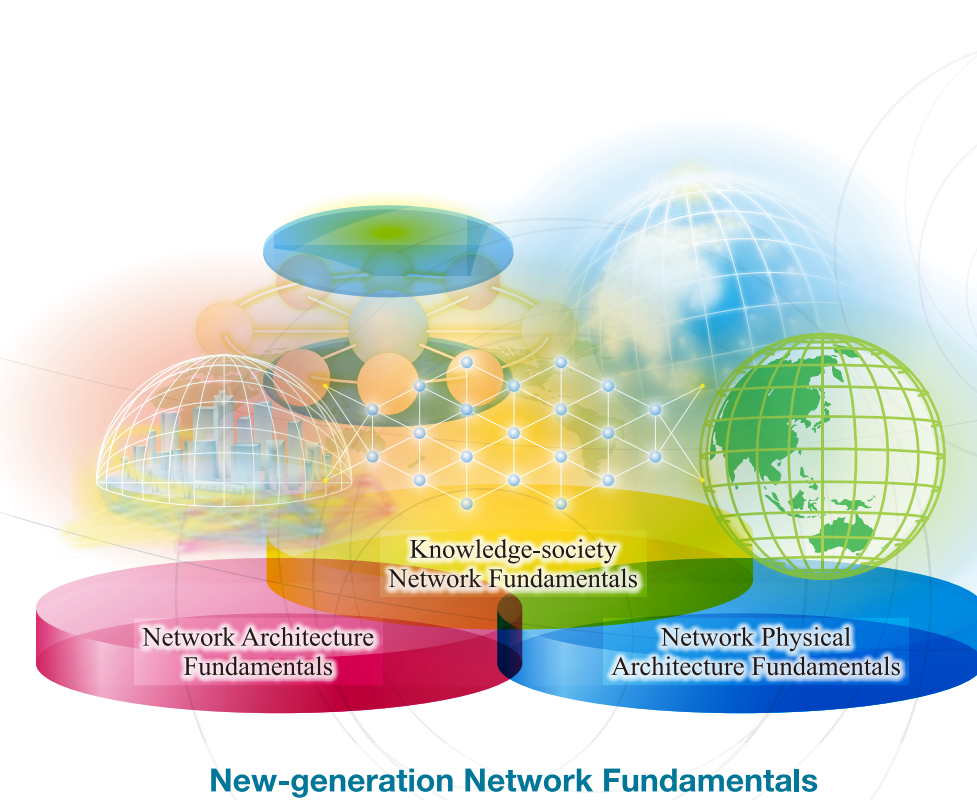 Knowledge-society
Network Fundamentals
Network Architecture
Fundamentals
Network Physical
Architecture Fundamentals
New-generation Network Fundamentals